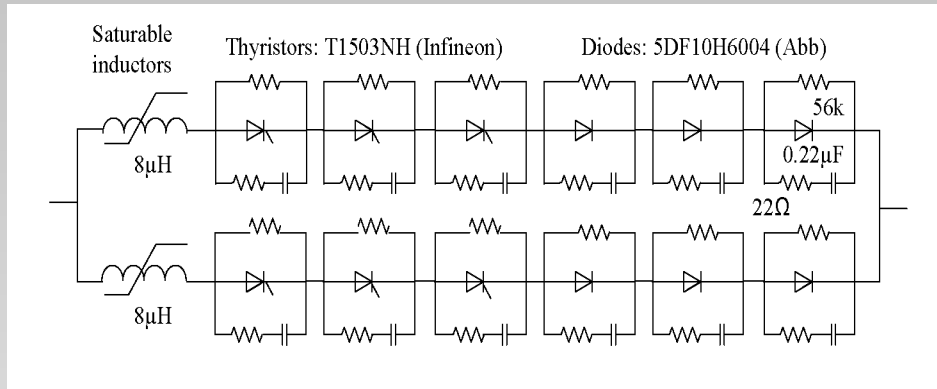 Saturable
inductors
Thyristors: T1503NH (Infineon)
Diodes: 5DF10H6004 (Abb)
56k
8µH
0.22µF
22Ω
8µH